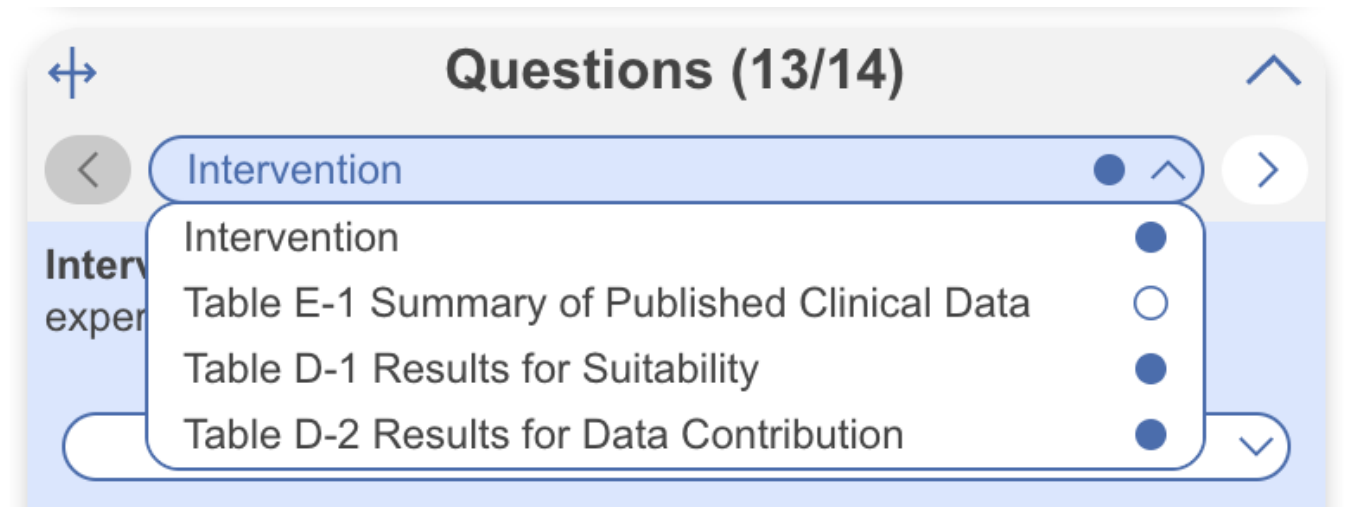 Questions (13/14)
Intervention
Intervention
Table E-1 Summary of Published Clinical Data
Table D-1 Results for Suitability
Table D-2 Results for Data Contribution